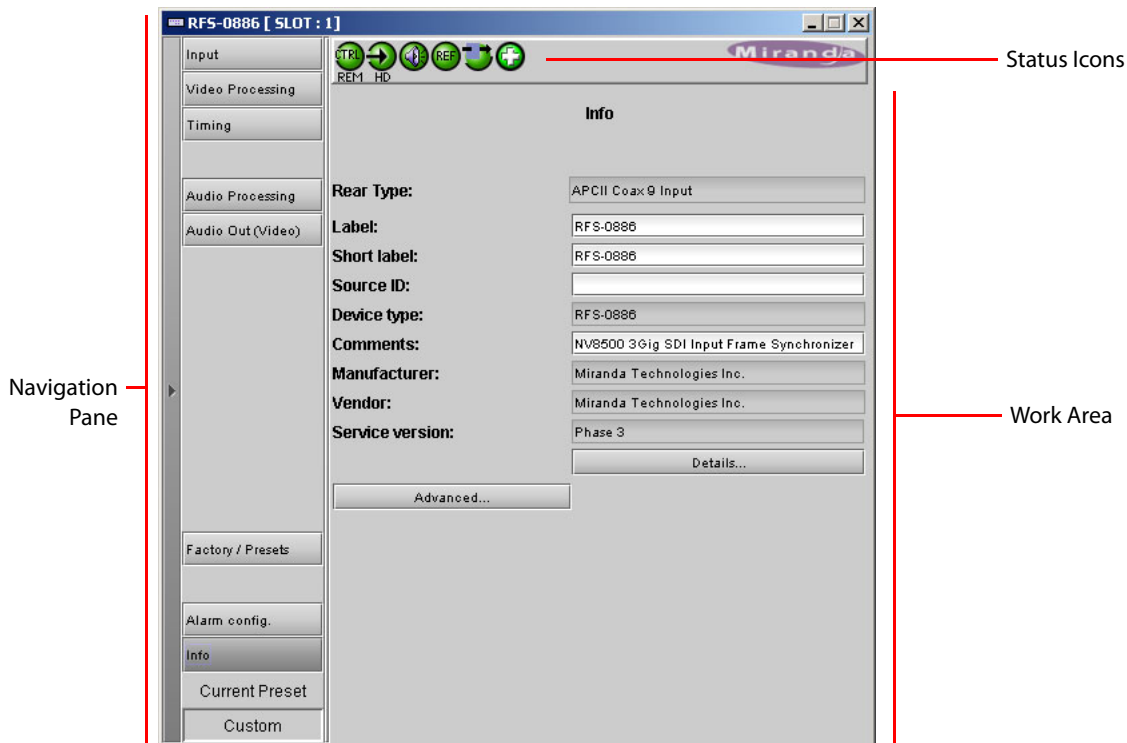 RFS-0886 [ SLOT : 1]
Input
Video Processing
Timing
Audio Processing
Audio Out (Video)
Factory / Presets
Alarm config.
Info
Current Preset
Custom
CTRL
REF
REM HD
Miranda
Info
Rear Type: APCII Coax 9 Input
Label: RFS-0886
Short label: RFS-0886
Source ID:
Device type: RFS-0886
Comments: NV8500 3Gig SDI Input Frame Synchronizer
Manufacturer: Miranda Technologies Inc.
Vendor: Miranda Technologies Inc.
Service version: Phase 3
Details...
Advanced...
Navigation
Pane
Status Icons
Work Area